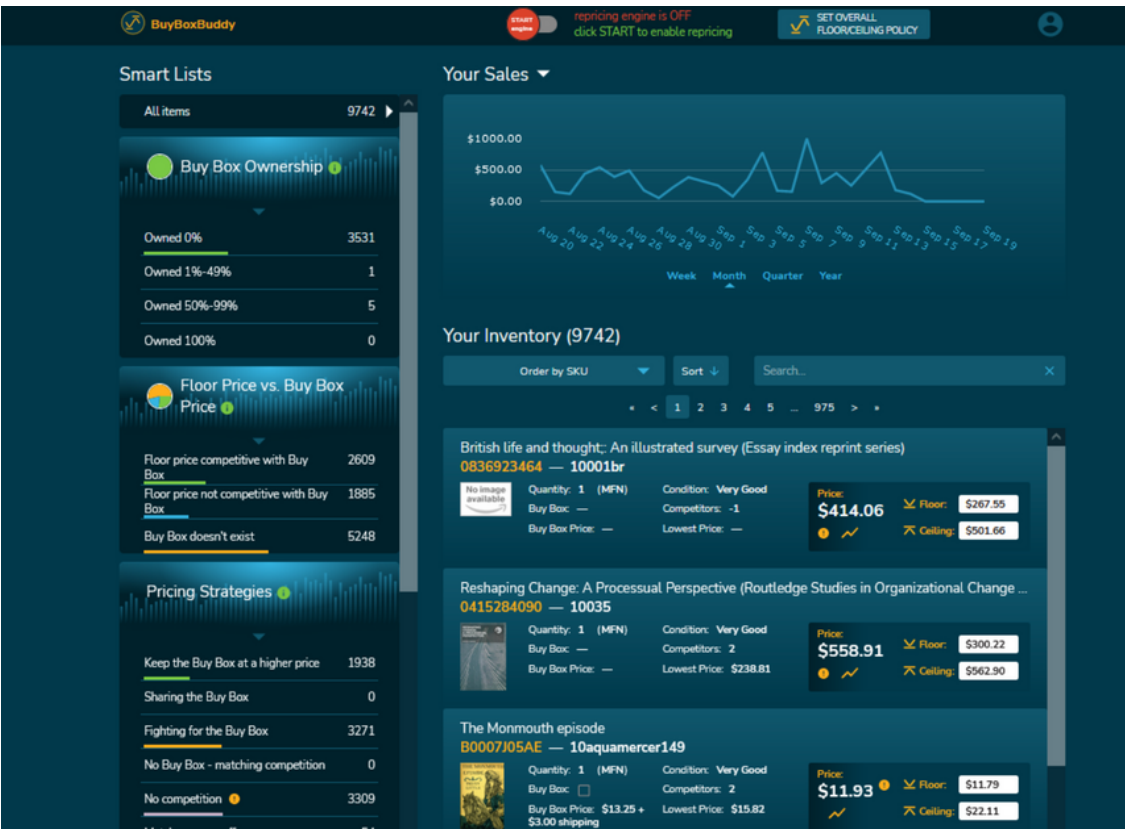 BuyBoxBuddy
START
engine
repricing engine is OFF
click START to enable repricing
SET OVERALL
FLOOR/CEILING POLICY
Smart Lists
All items 9742
Buy Box Ownership
Owned 0% 3531
Owned 1%-49% 1
Owned 50%-99% 5
Owned 100% 0
Floor Price vs. Buy Box
Price
Floor price competitive with Buy
Box 2609
Floor price not competitive with Buy
Box 1885
Buy Box doesn't exist 5248
Pricing Strategies
Keep the Buy Box at a higher price 1938
Sharing the Buy Box 0
Fighting for the Buy Box 3271
No Buy Box - matching competition 0
No competition 3309
Your Sales
$1000.00
$500.00
$0.00
Aug 20 Aug 22 Aug 24 Aug 26 Aug 28 Aug 30 Sep 1 Sep 3 Sep 5 Sep 7 Sep 9 Sep 11 Sep 13 Sep 15 Sep 17 Sep 19
Week Month Quarter Year
Your Inventory (9742)
Order by SKU Sort ↓ Search... ×
« < 1 2 3 4 5 ... 975 > »
British life and thought;: An illustrated survey (Essay index reprint series)
0836923464 — 10001br
No image
available
Quantity: 1 (MFN) Condition: Very Good
Buy Box: — Competitors: -1
Buy Box Price: — Lowest Price: —
Price:
$414.06
Floor: $267.55
Ceiling: $501.66
Reshaping Change: A Processual Perspective (Routledge Studies in Organizational Change ...
0415284090 — 10035
Quantity: 1 (MFN) Condition: Very Good
Buy Box: — Competitors: 2
Buy Box Price: — Lowest Price: $238.81
Price:
$558.91
Floor: $300.22
Ceiling: $562.90
The Monmouth episode
B0007J05AE — 10aquamercer149
Quantity: 1 (MFN) Condition: Very Good
Buy Box: Competitors: 2
Buy Box Price: $13.25 + Lowest Price: $15.82
$3.00 shipping
Price:
$11.93
Floor: $11.79
Ceiling: $22.11